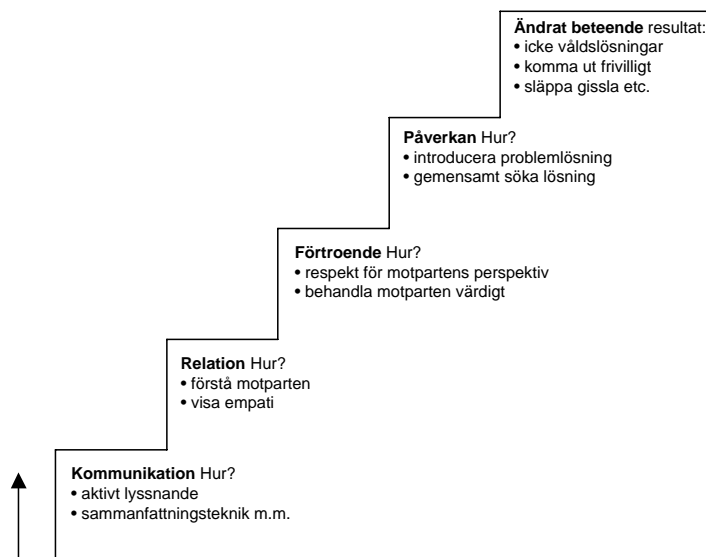 Ändrat beteende resultat:
• icke våldslösningar
• komma ut frivilligt
• släppa gissla etc.
Påverkan Hur?
• introducera problemlösning
• gemensamt söka lösning
Förtroende Hur?
• respekt för motpartens perspektiv
• behandla motparten värdigt
Relation Hur?
• förstå motparten
• visa empati
Kommunikation Hur?
• aktivt lyssnande
• sammanfattningsteknik m.m.